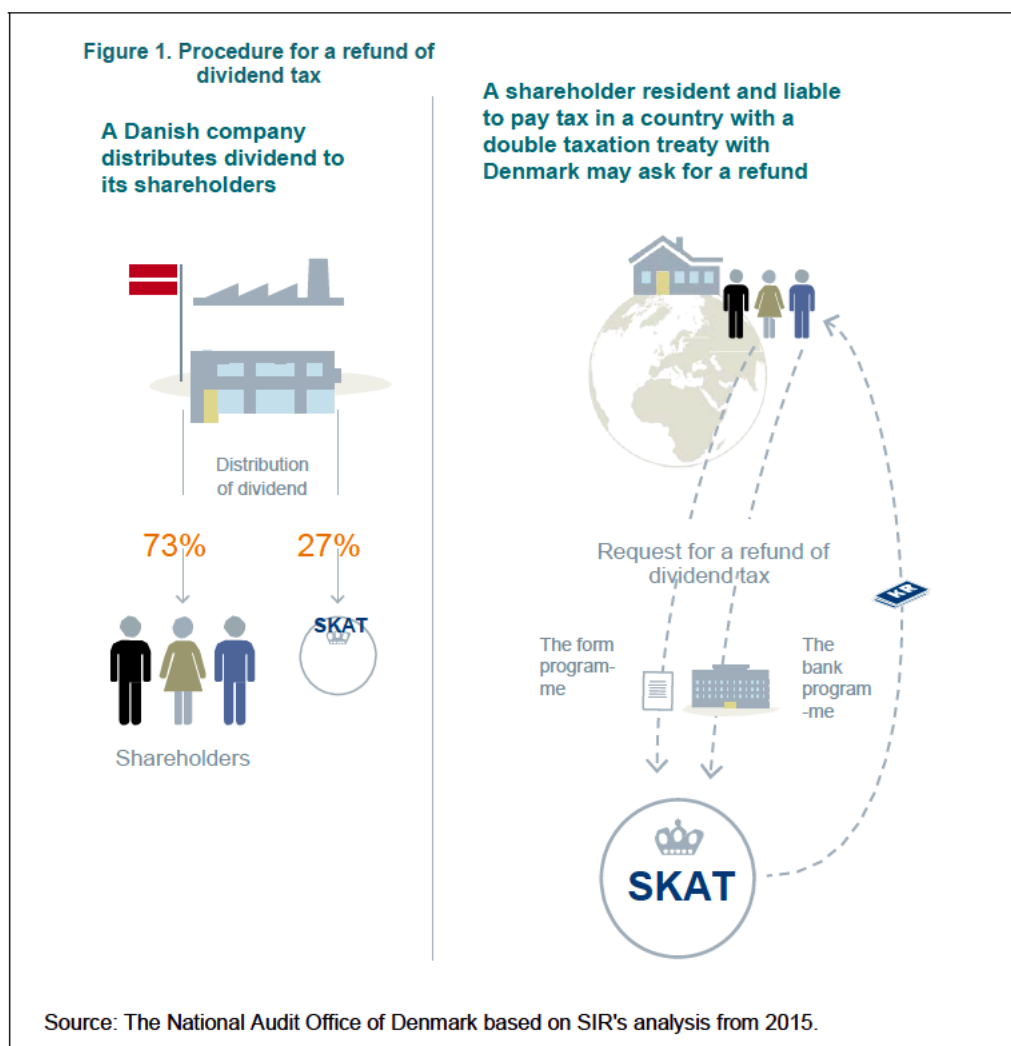 Figure 1. Procedure for a refund of
dividend tax
A Danish company
distributes dividend to
its shareholders
Distribution
of dividend
73%
27%
SKAT
Shareholders
A shareholder resident and liable
to pay tax in a country with a
double taxation treaty with
Denmark may ask for a refund
Request for a refund of
dividend tax
KR
The form
program-
me
The
bank
program
-me
SKAT
Source: The National Audit Office of Denmark based on SIR's analysis from 2015.